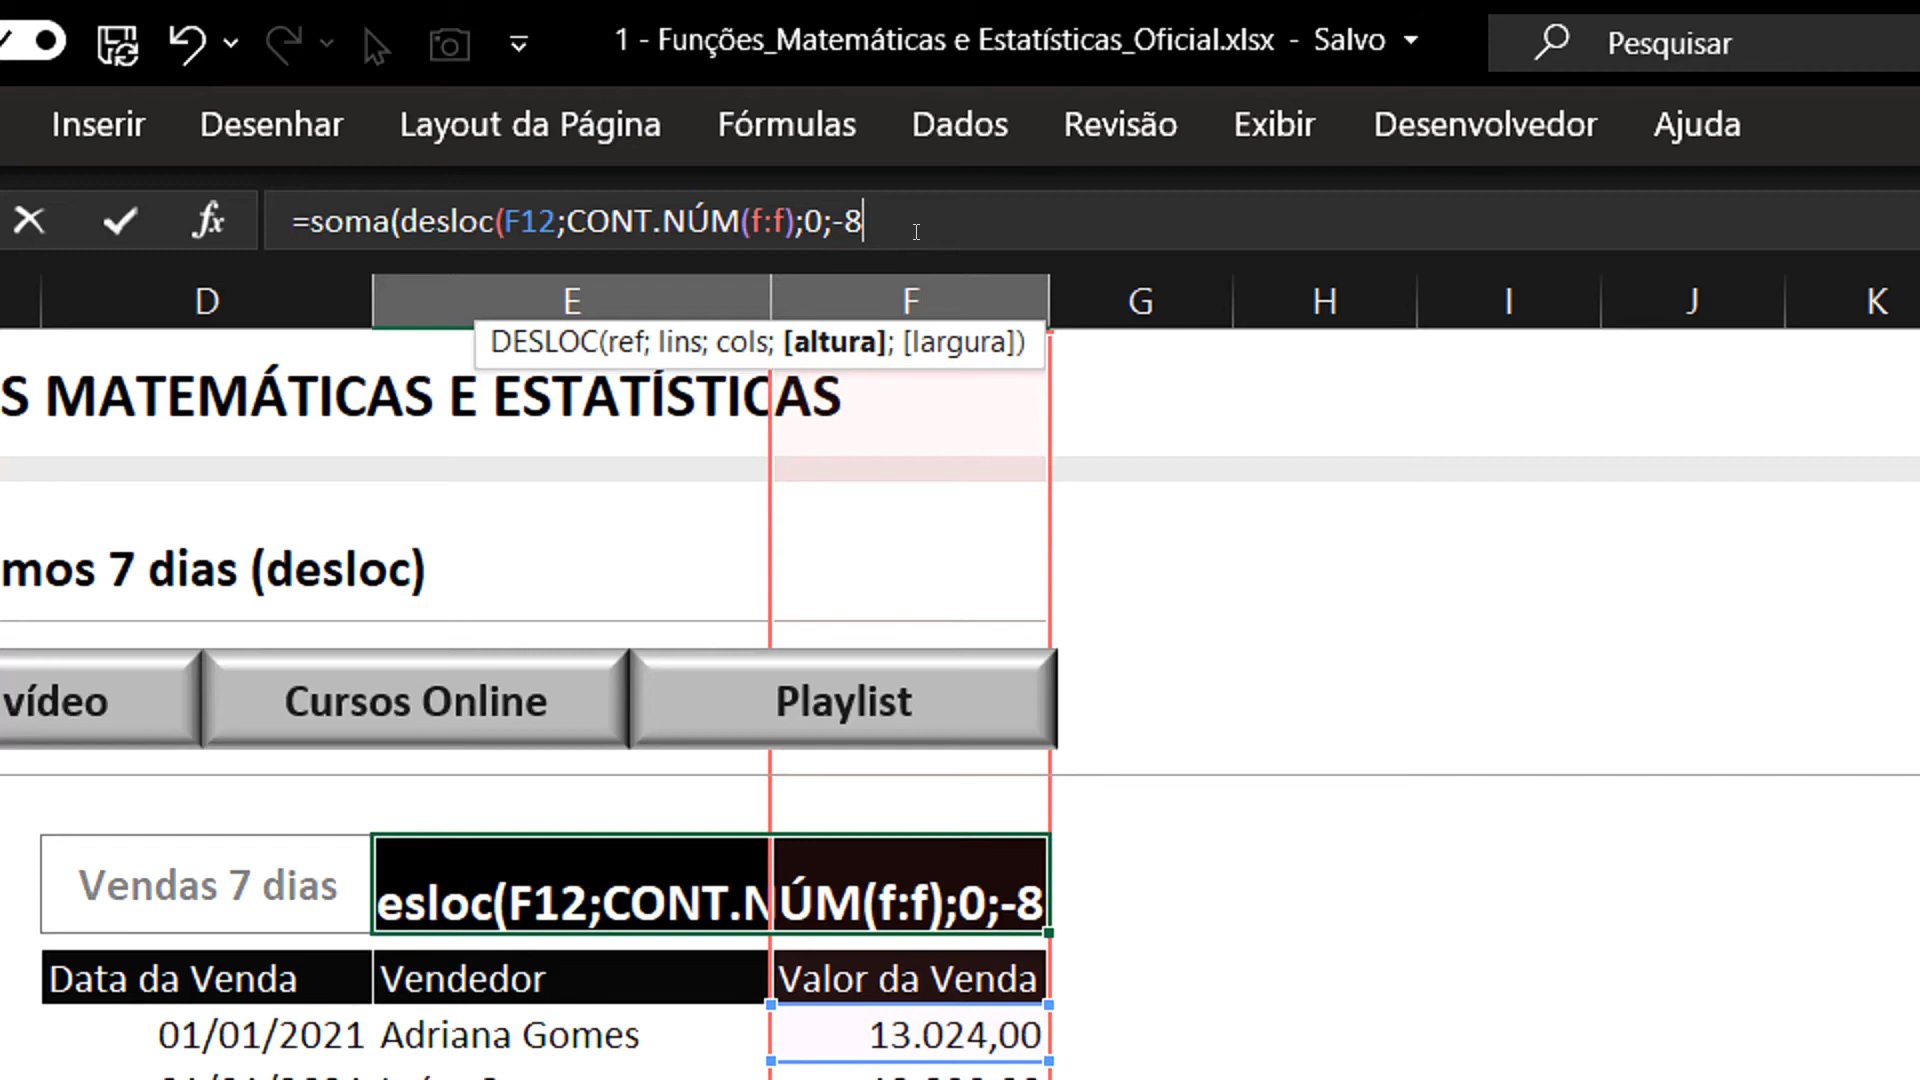 1 - Funções_Matemáticas e Estatísticas_Oficial.xlsx - Salvo
Pesquisar
Inserir Desenhar Layout da Página Fórmulas Dados Revisão Exibir Desenvolvedor Ajuda
fx =soma(desloc(F12;CONT.NÚM(f:f);0;-8
D E F G H I J K
DESLOC(ref; lins; cols; [altura]; [largura])
S MATEMÁTICAS E ESTATÍSTICAS
mos 7 dias (desloc)
vídeo Cursos Online Playlist
Vendas 7 dias esloc(F12;CONT.NÚM(f:f);0;-8
Data da Venda Vendedor Valor da Venda
01/01/2021 Adriana Gomes 13.024,00